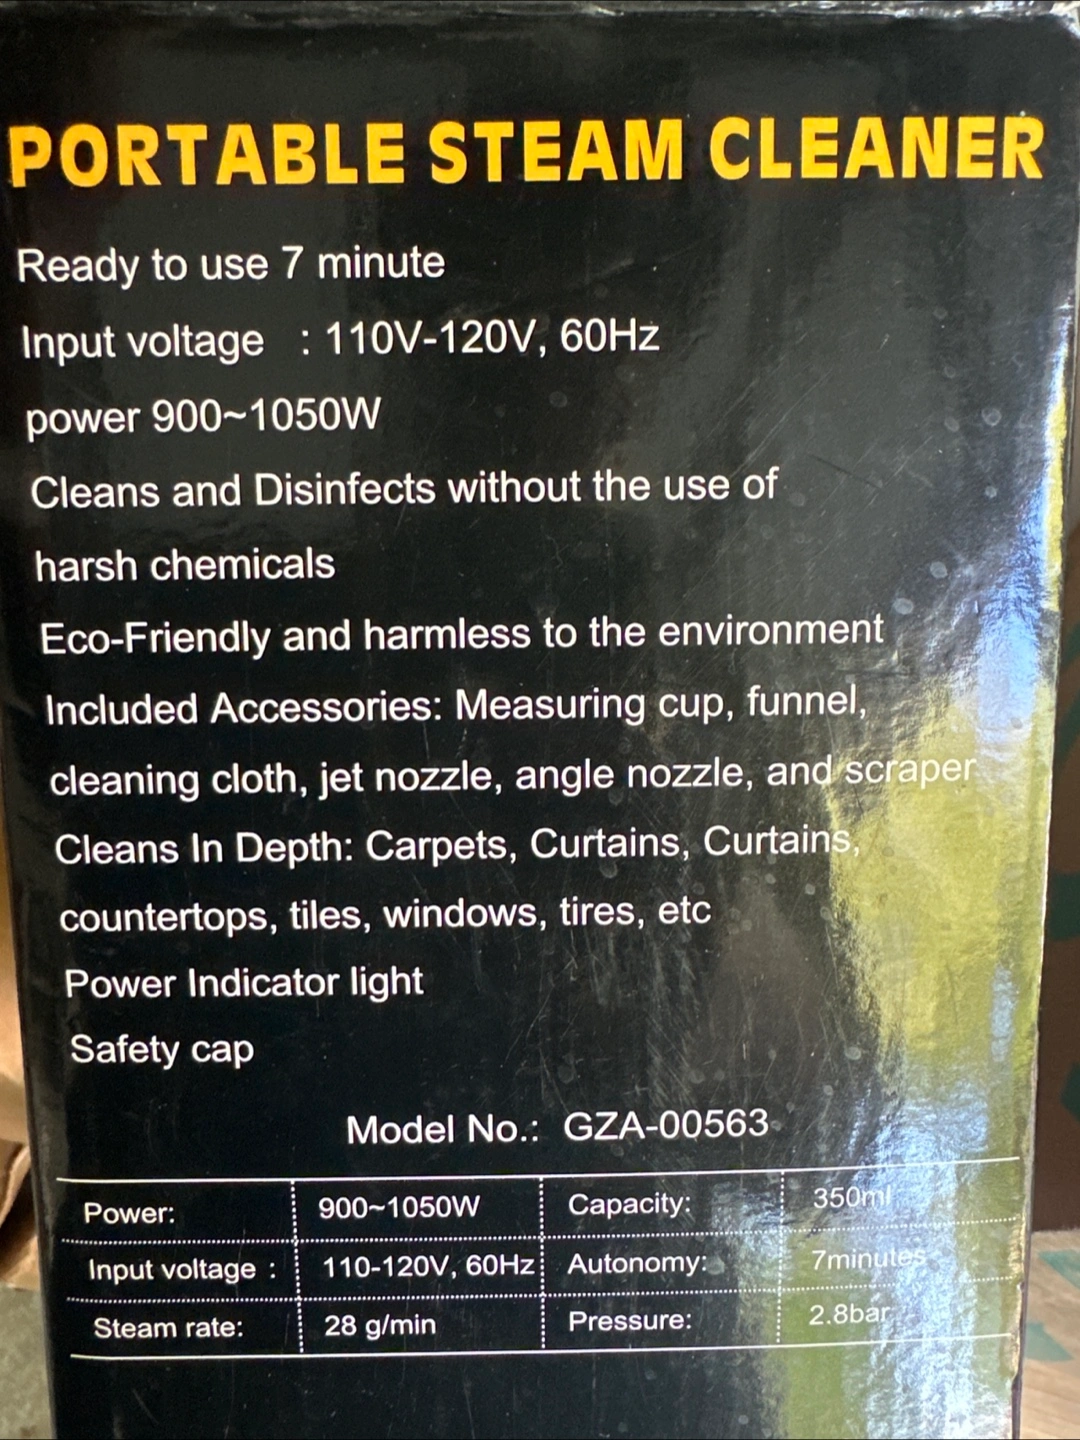 PORTABLE STEAM CLEANER
Ready to use 7 minute
Input voltage : 110V-120V, 60Hz
power 900~1050W
Cleans and Disinfects without the use of
harsh chemicals
Eco-Friendly and harmless to the environment
Included Accessories: Measuring cup, funnel,
cleaning cloth, jet nozzle, angle nozzle, and scraper
Cleans In Depth: Carpets, Curtains, Curtains,
countertops, tiles, windows, tires, etc
Power Indicator light
Safety cap
Model No.: GZA-00563
Power: 900~1050W Capacity: 350ml
Input voltage : 110-120V, 60Hz Autonomy: 7minutes
Steam rate: 28 g/min Pressure: 2.8bar